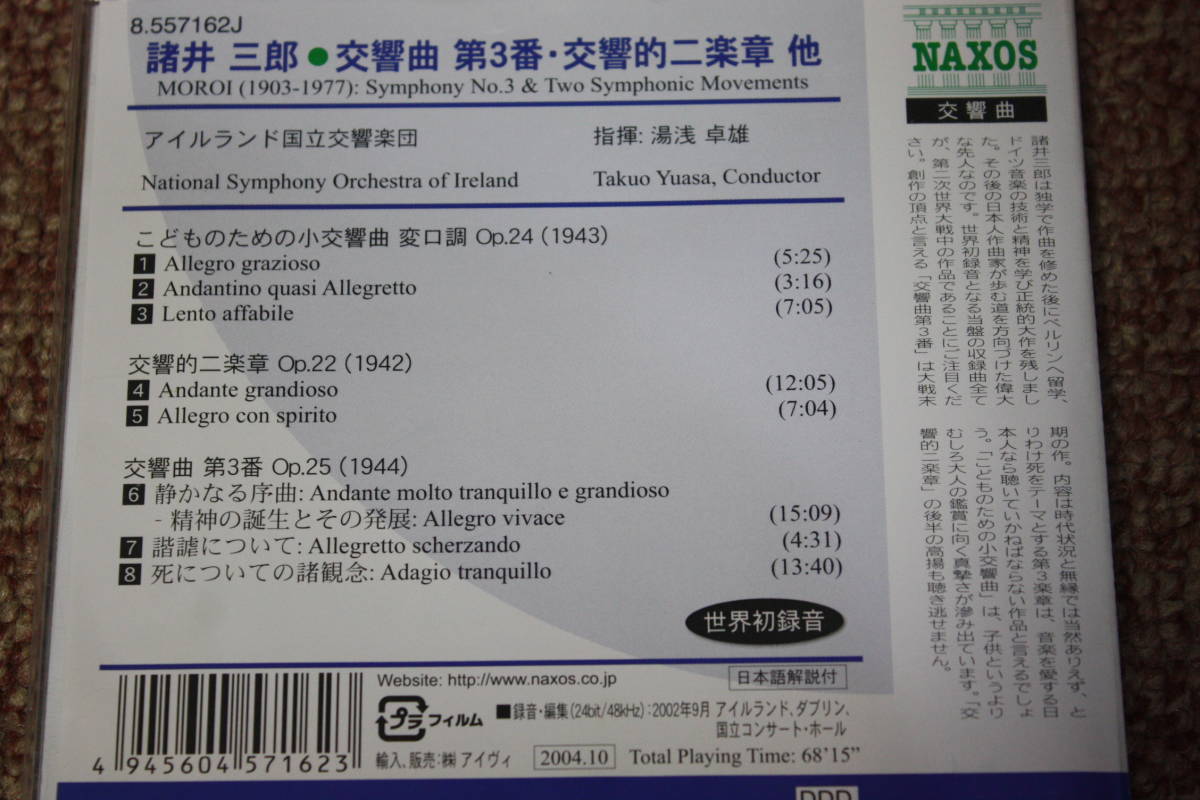 8.557162J
諸井 三郎●交響曲 第3番・交響的二楽章 他
MOROI (1903-1977): Symphony No.3 & Two Symphonic Movements
アイルランド国立交響楽団 指揮: 湯浅 卓雄
National Symphony Orchestra of Ireland Takuo Yuasa, Conductor
こどものための小交響曲 変ロ調 Op.24 (1943)
1 Allegro grazioso (5:25)
2 Andantino quasi Allegretto (3:16)
3 Lento affabile (7:05)
交響的二楽章 Op.22 (1942)
4 Andante grandioso (12:05)
5 Allegro con spirito (7:04)
交響曲 第3番 Op.25 (1944)
6 静かなる序曲: Andante molto tranquillo e grandioso
- 精神の誕生とその発展: Allegro vivace (15:09)
7 諧謔について: Allegretto scherzando (4:31)
8 死についての諸観念: Adagio tranquillo (13:40)
世界初録音
Website: http://www.naxos.co.jp
日本語解説付
プラ フィルム
■録音・編集(24bit/48kHz):2002年9月 アイルランド、ダブリン、
国立コンサート・ホール
輸入、販売:㈱ アイヴィ
2004.10
Total Playing Time: 68'15”
4 945604 571623
DDD
NAXOS
交響曲
諸井三郎は独学で作曲を修めた後にベルリンへ留学、
ドイツ音楽の技術と精神を学び正統的大作を残しまし
た。その後の日本人作曲家が歩む道を方向づけた偉大
な先人なのです。世界初録音となる当盤の収録曲全て
が、第二次世界大戦中の作品であることにご注目くだ
さい。創作の頂点と言える「交響曲第3番」は大戦末
期の作。内容は時代状況と無縁では当然ありえず、と
りわけ死をテーマとする第3楽章は、音楽を愛する日
本人なら聴いていかねばならない作品と言えるでしょ
う。「こどものための小交響曲」は、子供というより
むしろ大人の鑑賞に向く真摯さが滲み出ています。「交
響的二楽章」の後半の高揚も聴き逃せません。